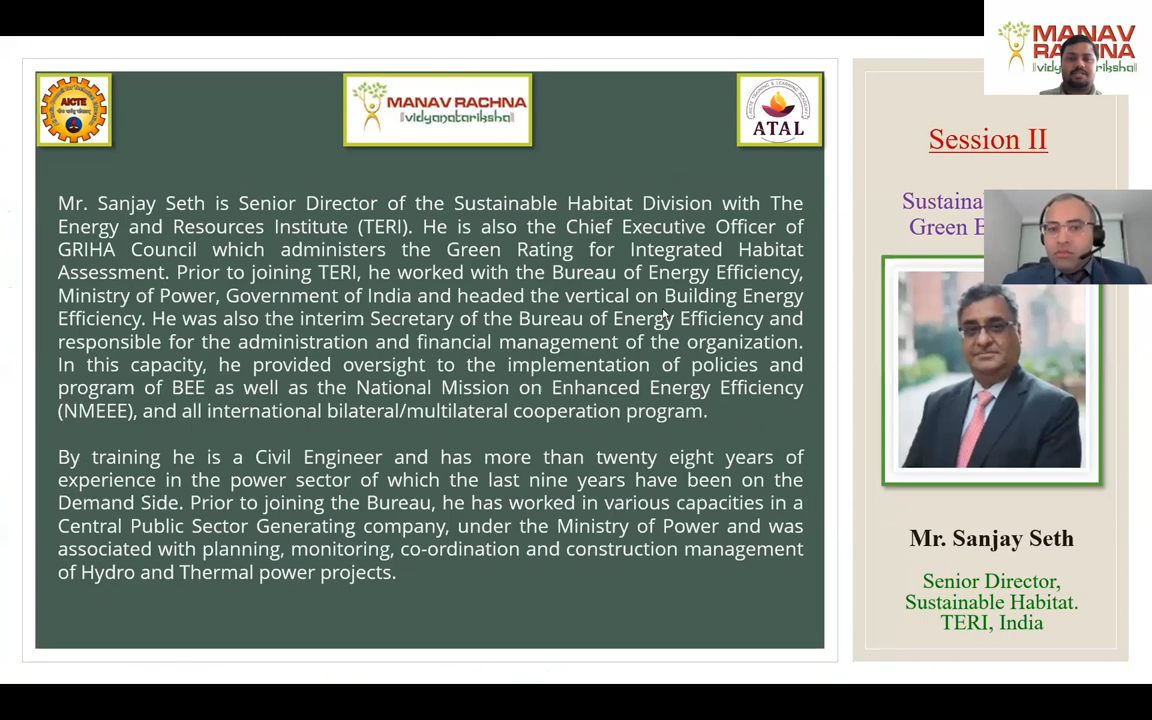 AICTE
MANAV RACHNA
vidyanatariksha
ATAL
Mr. Sanjay Seth is Senior Director of the Sustainable Habitat Division with The
Energy and Resources Institute (TERI). He is also the Chief Executive Officer of
GRIHA Council which administers the Green Rating for Integrated Habitat
Assessment. Prior to joining TERI, he worked with the Bureau of Energy Efficiency,
Ministry of Power, Government of India and headed the vertical on Building Energy
Efficiency. He was also the interim Secretary of the Bureau of Energy Efficiency and
responsible for the administration and financial management of the organization.
In this capacity, he provided oversight to the implementation of policies and
program of BEE as well as the National Mission on Enhanced Energy Efficiency
(NMEEE), and all international bilateral/multilateral cooperation program.
By training he is a Civil Engineer and has more than twenty eight years of
experience in the power sector of which the last nine years have been on the
Demand Side. Prior to joining the Bureau, he has worked in various capacities in a
Central Public Sector Generating company, under the Ministry of Power and was
associated with planning, monitoring, co-ordination and construction management
of Hydro and Thermal power projects.
MANAV
Session II
Green
Mr. Sanjay Seth
Senior Director,
Sustainable Habitat.
TERI, India